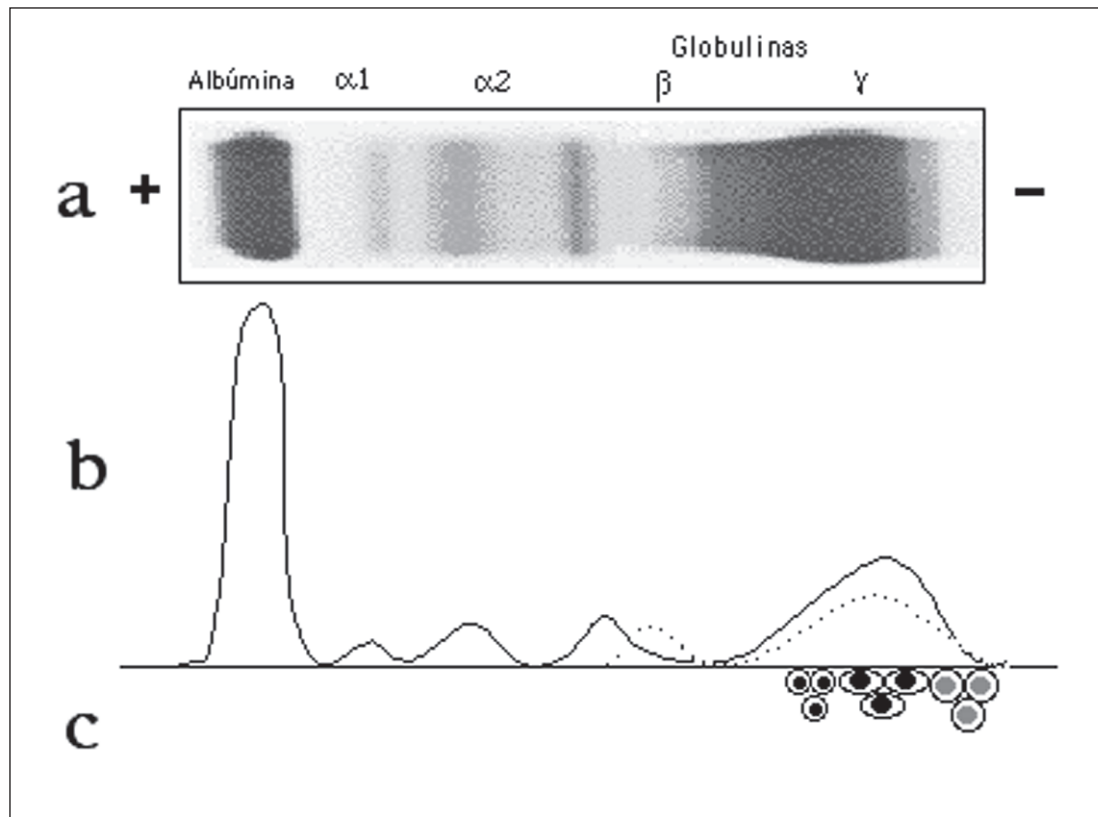 Globulinas
Albúmina α1 α2 β γ
a + −
b
c